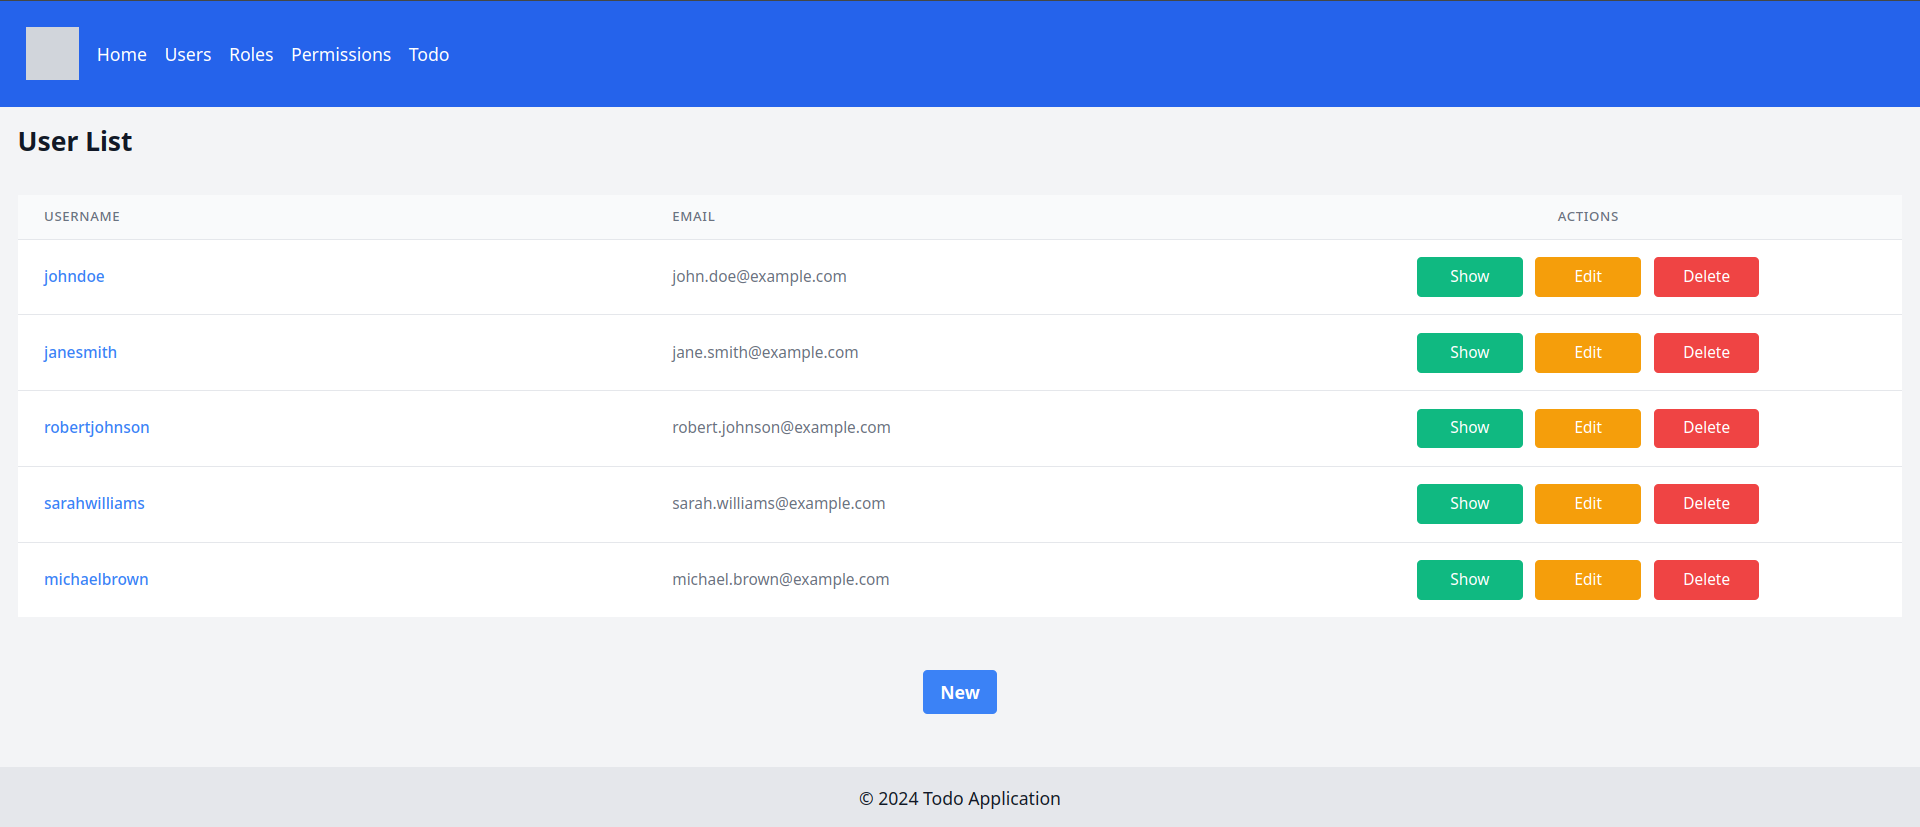 Home Users Roles Permissions Todo
User List
USERNAME EMAIL ACTIONS
johndoe john.doe@example.com Show Edit Delete
janesmith jane.smith@example.com Show Edit Delete
robertjohnson robert.johnson@example.com Show Edit Delete
sarahwilliams sarah.williams@example.com Show Edit Delete
michaelbrown michael.brown@example.com Show Edit Delete
New
© 2024 Todo Application